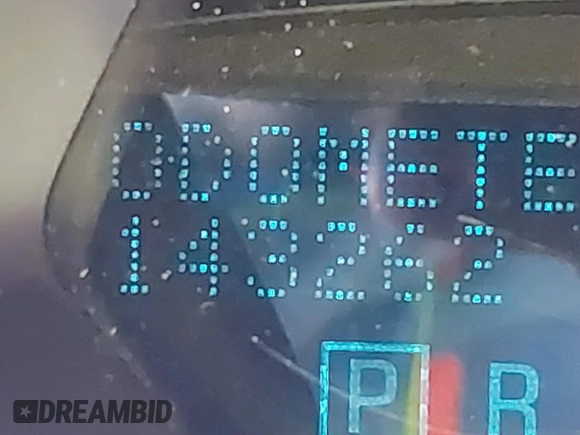 ODOMETE
143262
P R
DREAMBID